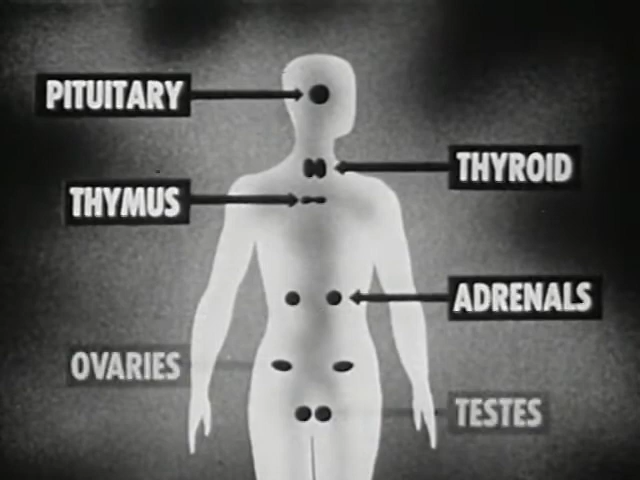 PITUITARY
THYROID
THYMUS
ADRENALS
OVARIES
TESTES